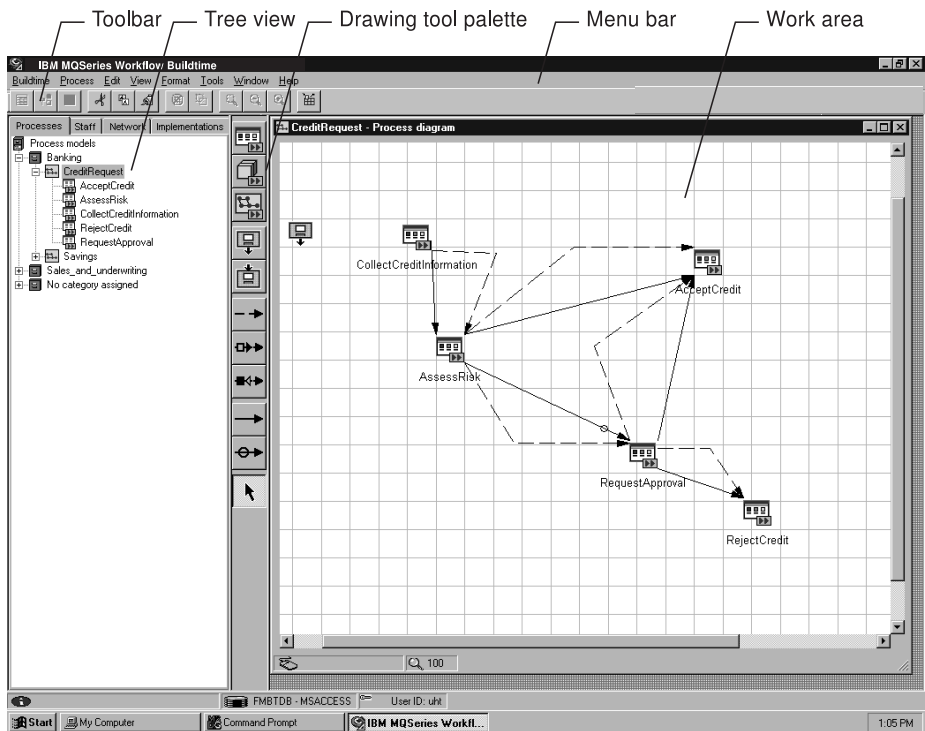 Toolbar Tree view Drawing tool palette Menu bar Work area
IBM MQSeries Workflow Buildtime
Buildtime Process Edit View Format Tools Window Help
Processes Staff Network Implementations
Process models
Banking
CreditRequest
AcceptCredit
AssessRisk
CollectCreditInformation
RejectCredit
RequestApproval
Savings
Sales_and_underwriting
No category assigned
CreditRequest - Process diagram
CollectCreditInformation
AcceptCredit
AssessRisk
RequestApproval
RejectCredit
100
FMBTDB - MSACCESS User ID: uht
Start My Computer Command Prompt IBM MQSeries Workfl... 1:05 PM